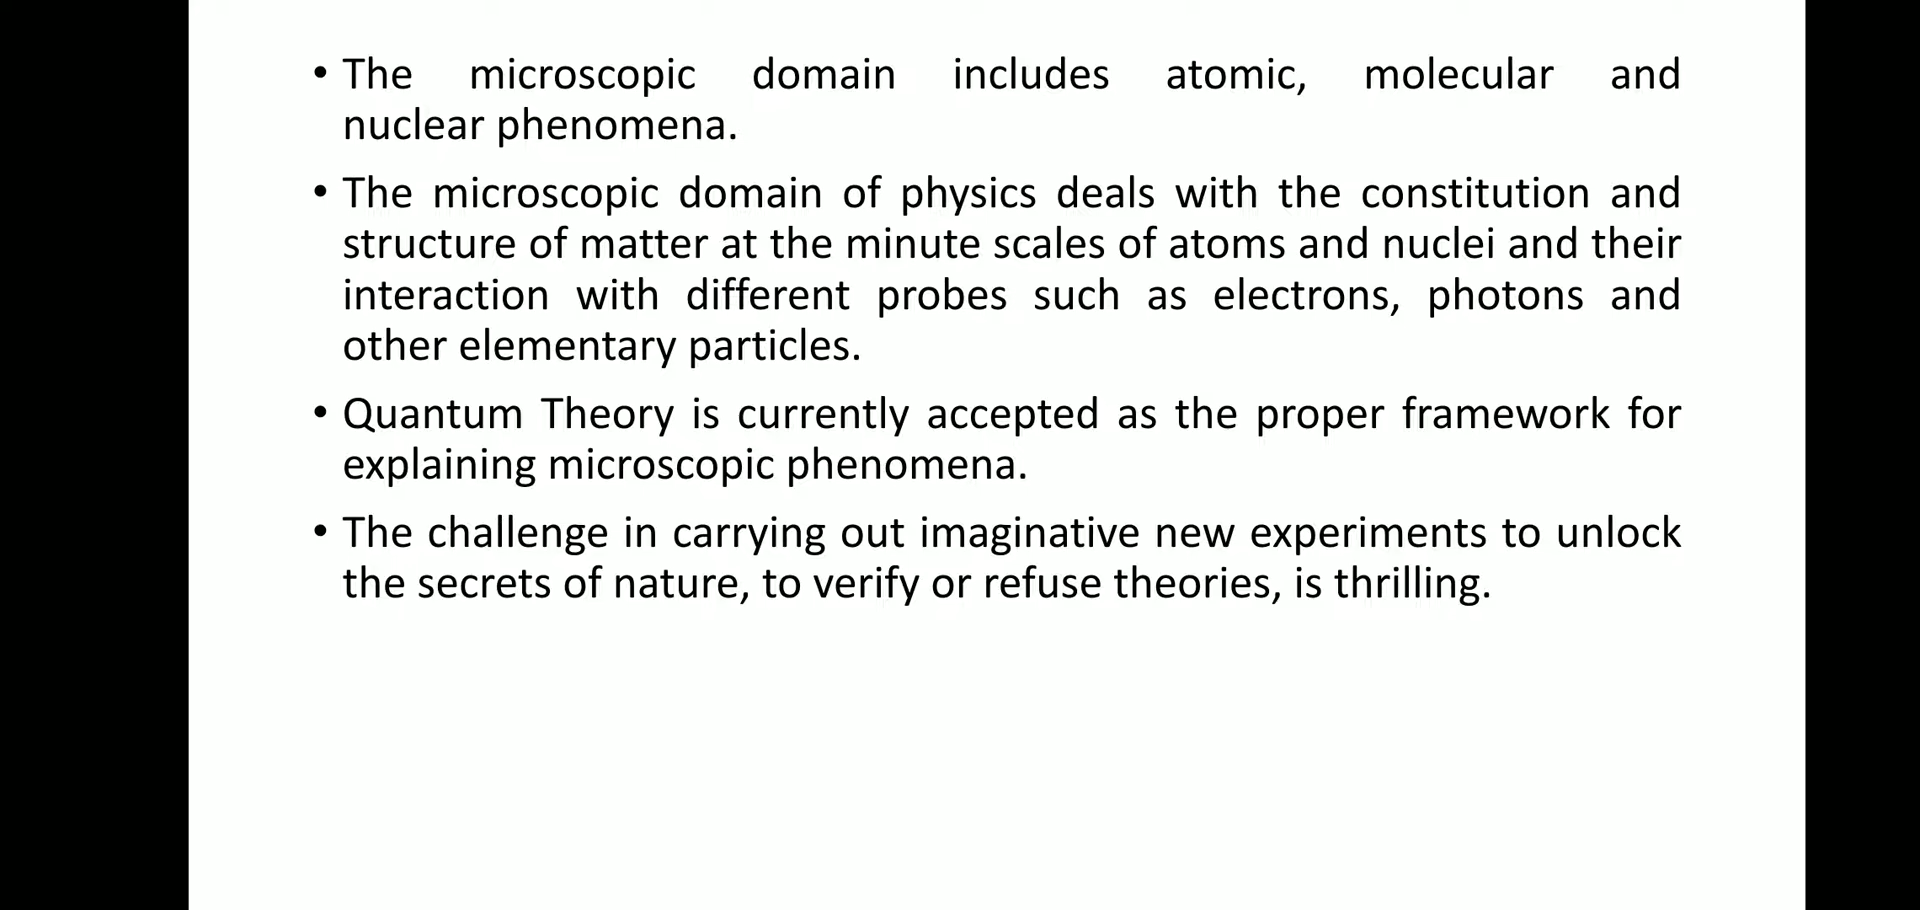 • The microscopic domain includes atomic, molecular and
nuclear phenomena.
• The microscopic domain of physics deals with the constitution and
structure of matter at the minute scales of atoms and nuclei and their
interaction with different probes such as electrons, photons and
other elementary particles.
• Quantum Theory is currently accepted as the proper framework for
explaining microscopic phenomena.
• The challenge in carrying out imaginative new experiments to unlock
the secrets of nature, to verify or refuse theories, is thrilling.